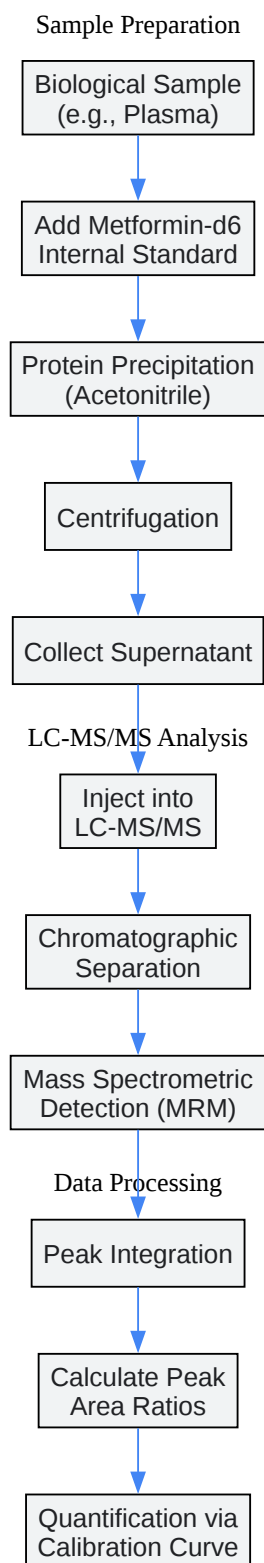 Sample Preparation
Biological Sample
(e.g., Plasma)
Add Metformin-d6
Internal Standard
Protein Precipitation
(Acetonitrile)
Centrifugation
Collect Supernatant
LC-MS/MS Analysis
Inject into
LC-MS/MS
Chromatographic
Separation
Mass Spectrometric
Detection (MRM)
Data Processing
Peak Integration
Calculate Peak
Area Ratios
Quantification via
Calibration Curve